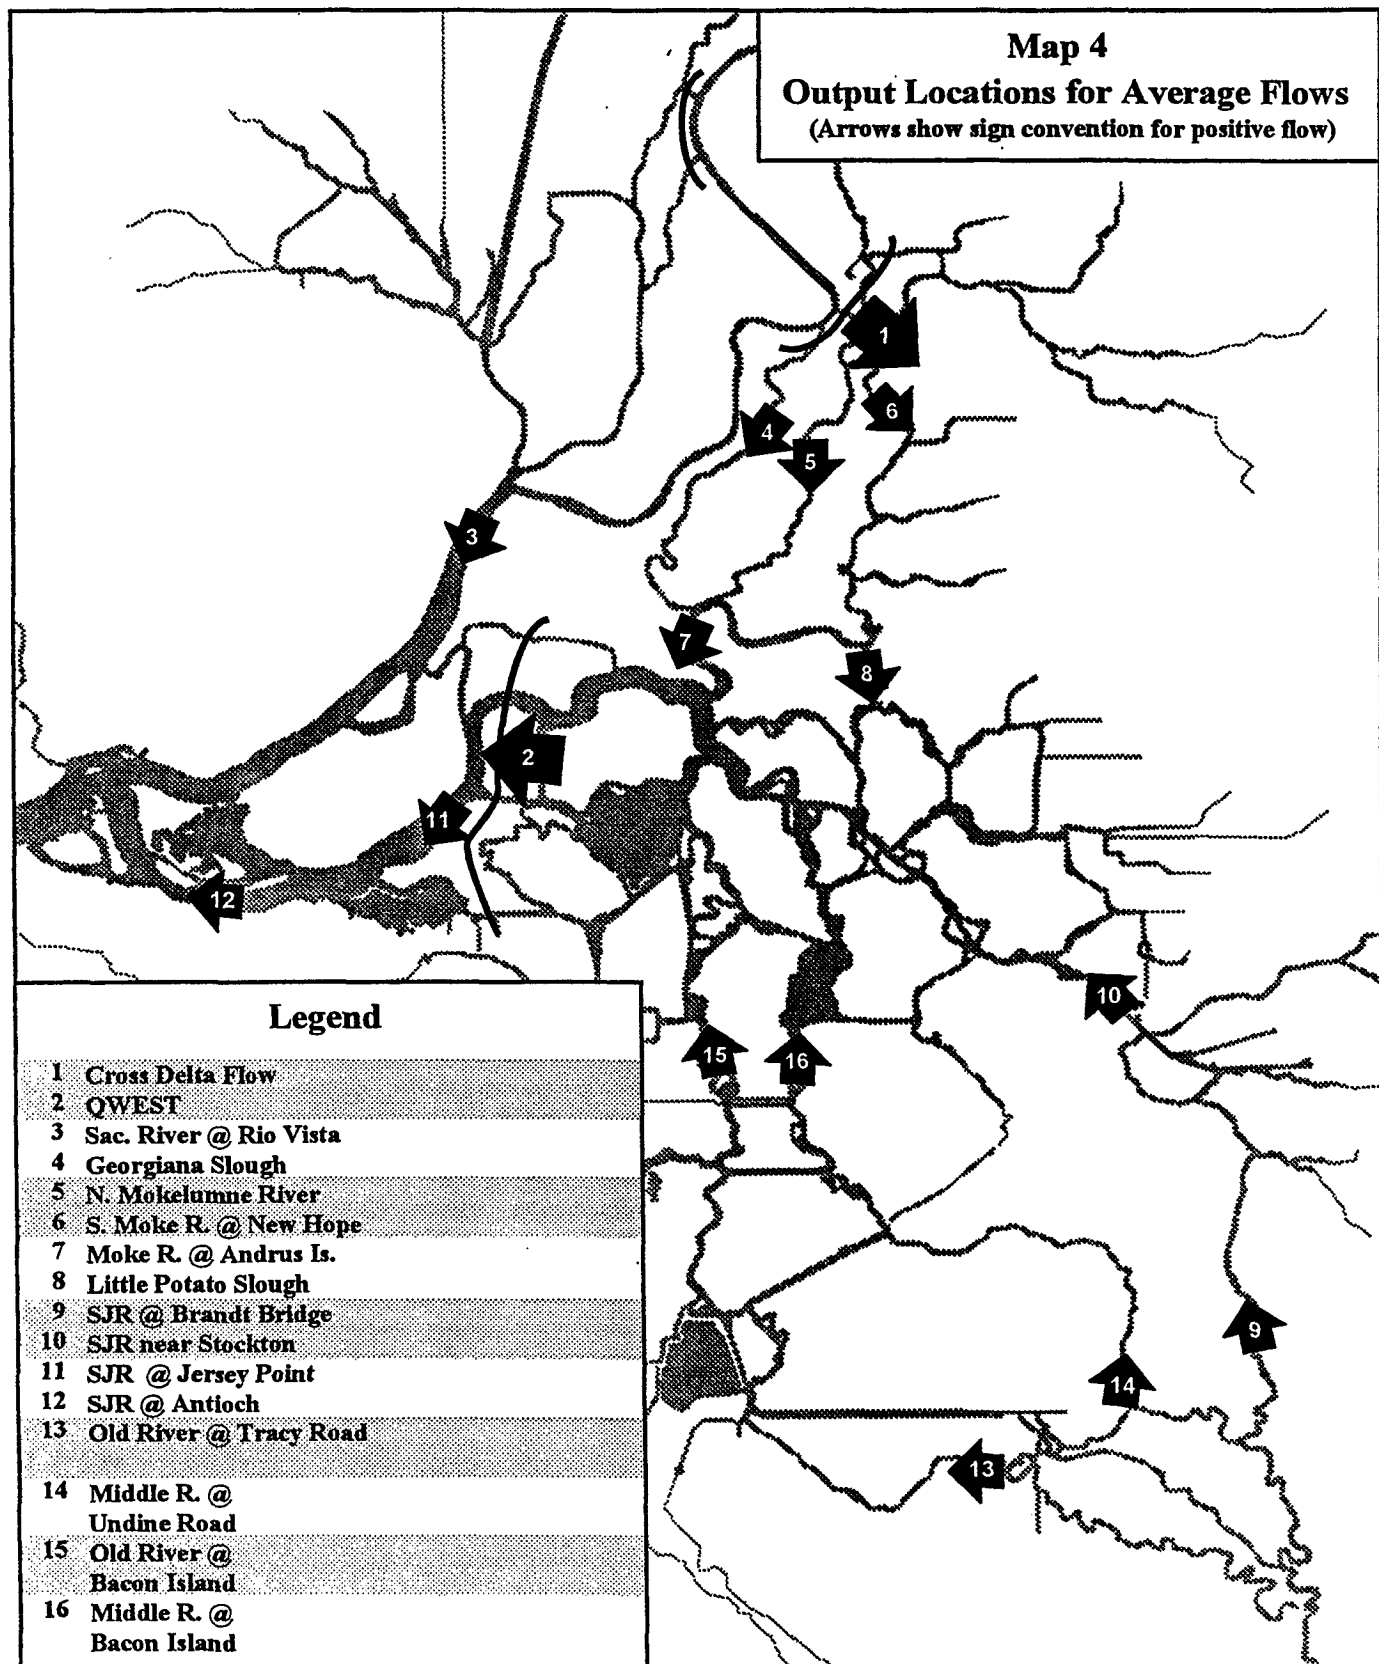 Map 4
Output Locations for Average Flows
(Arrows show sign convention for positive flow)
1
6
4
5
3
7
8
2
11
12
10
15
16
9
14
13
Legend
1 Cross Delta Flow
2 QWEST
3 Sac. River @ Rio Vista
4 Georgiana Slough
5 N. Mokelumne River
6 S. Moke R. @ New Hope
7 Moke R. @ Andrus Is.
8 Little Potato Slough
9 SJR @ Brandt Bridge
10 SJR near Stockton
11 SJR @ Jersey Point
12 SJR @ Antioch
13 Old River @ Tracy Road
14 Middle R. @
Undine Road
15 Old River @
Bacon Island
16 Middle R. @
Bacon Island